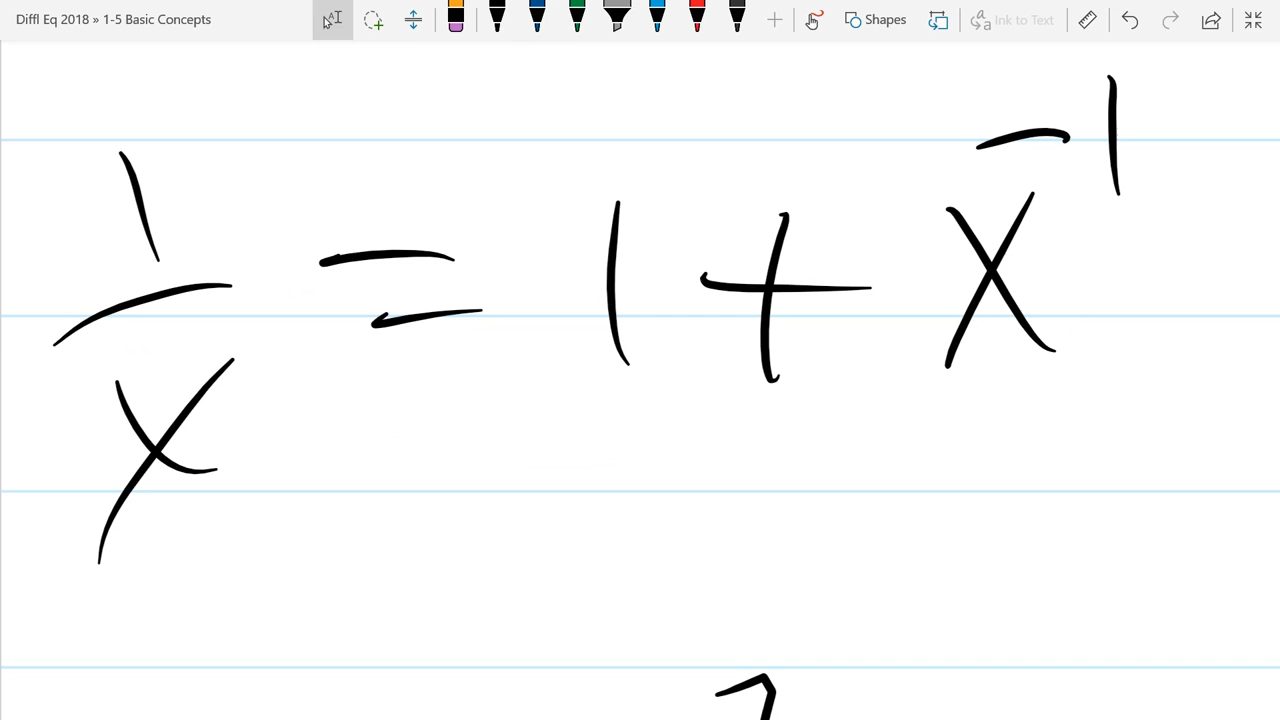 Diffl Eq 2018 » 1-5 Basic Concepts Shapes Ink to Text
1/x = 1 + x^-1